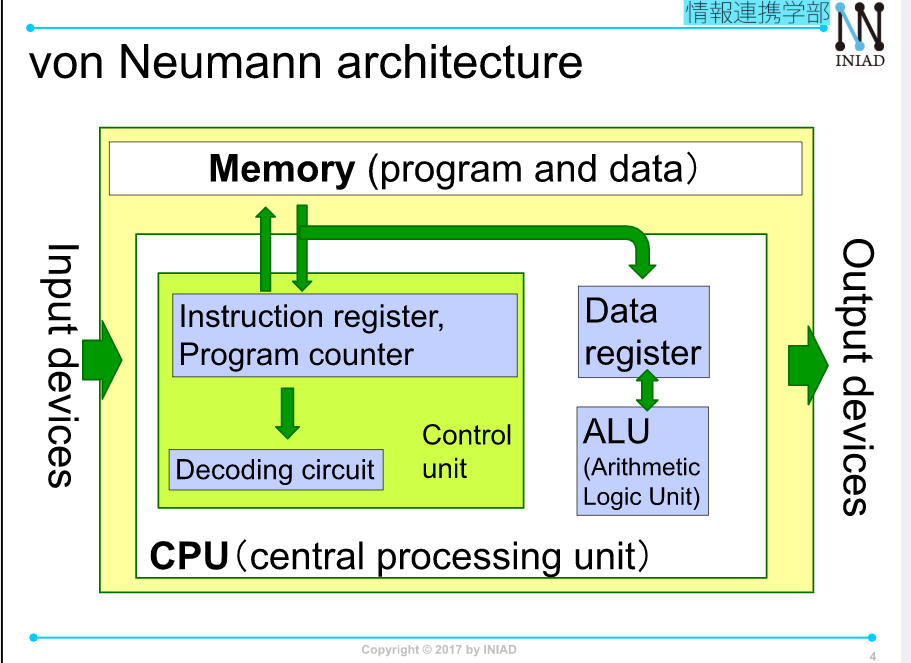 情報連携学部
INIAD
von Neumann architecture
Memory (program and data）
Input devices
Instruction register,
Program counter
Decoding circuit
Control
unit
Data
register
ALU
(Arithmetic
Logic Unit)
CPU（central processing unit）
Output devices
Copyright © 2017 by INIAD
4